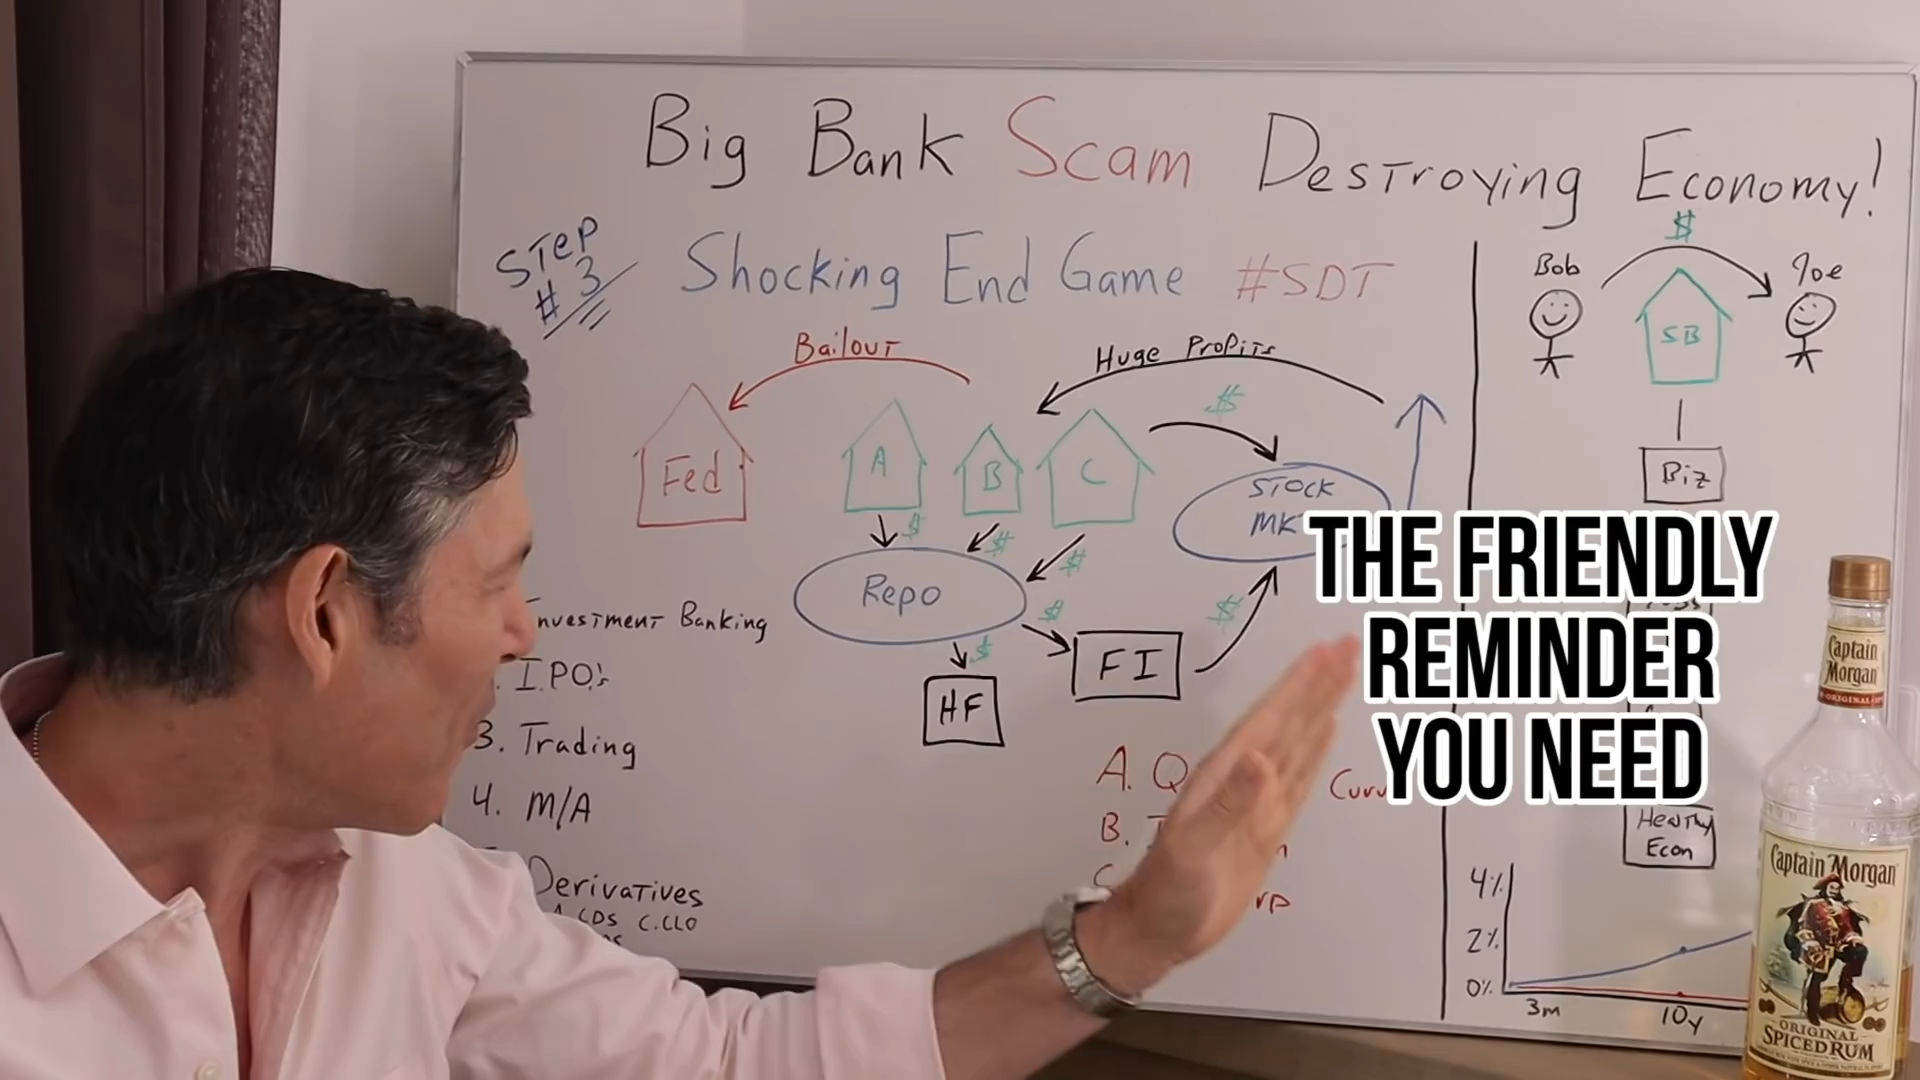 Big Bank Scam Destroying Economy!
STEP
#3
Shocking End Game #SDT
Bailout
Huge Profits
$
$
Bob
Joe
SB
Fed
A
B
C
Biz
STOCK
$
$
$
Repo
$
$
$
FI
HF
Investment Banking
I.PO's
3. Trading
4. M/A
Derivatives
CDS C.CLO
A.
B.
Healthy
Econ
4%
2%
0%
3m
10y
THE FRIENDLY
REMINDER
YOU NEED
Captain
Morgan
ORIGINAL
Captain Morgan
ORIGINAL
SPICED RUM